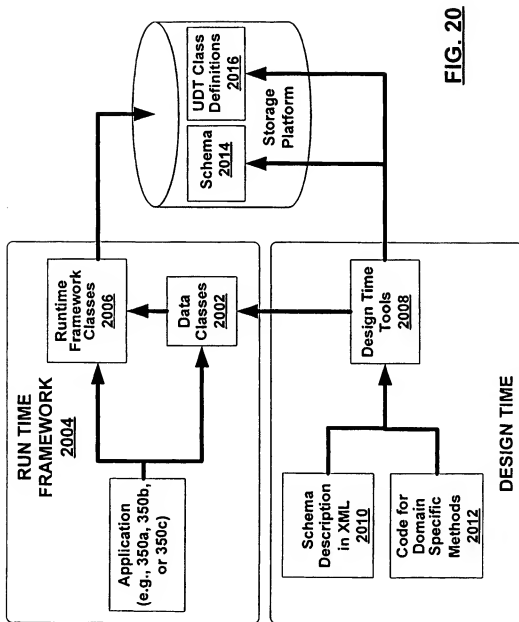 RUN TIME
FRAMEWORK
2004
Application
(e.g., 350a, 350b,
or 350c)
Runtime
Framework
Classes
2006
Data
Classes
2002
Schema
2014
UDT Class
Definitions
2016
Storage
Platform
Schema
Description
in XML
2010
Code for
Domain
Specific
Methods
2012
Design Time
Tools
2008
DESIGN TIME
FIG. 20